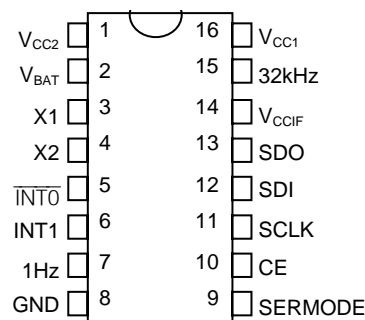 VCC2 1 16 VCC1
VBAT 2 15 32kHz
X1 3 14 VCCIF
X2 4 13 SDO
INT0 5 12 SDI
INT1 6 11 SCLK
1Hz 7 10 CE
GND 8 9 SERMODE